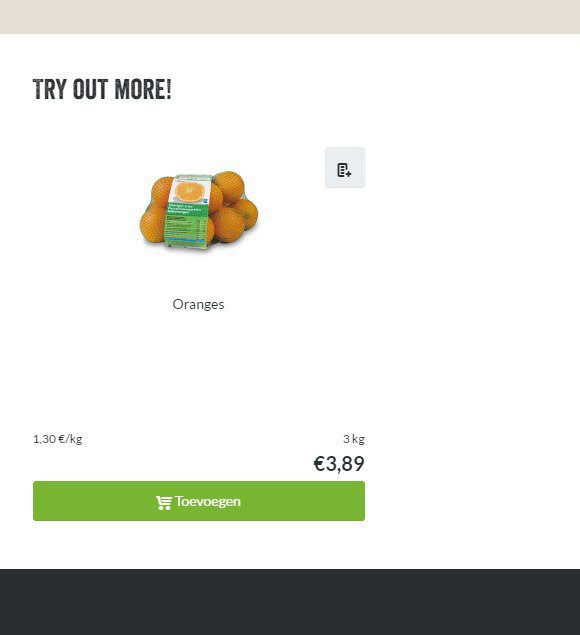 TRY OUT MORE!
Oranges
1,30 €/kg
3 kg
€3,89
Toevoegen